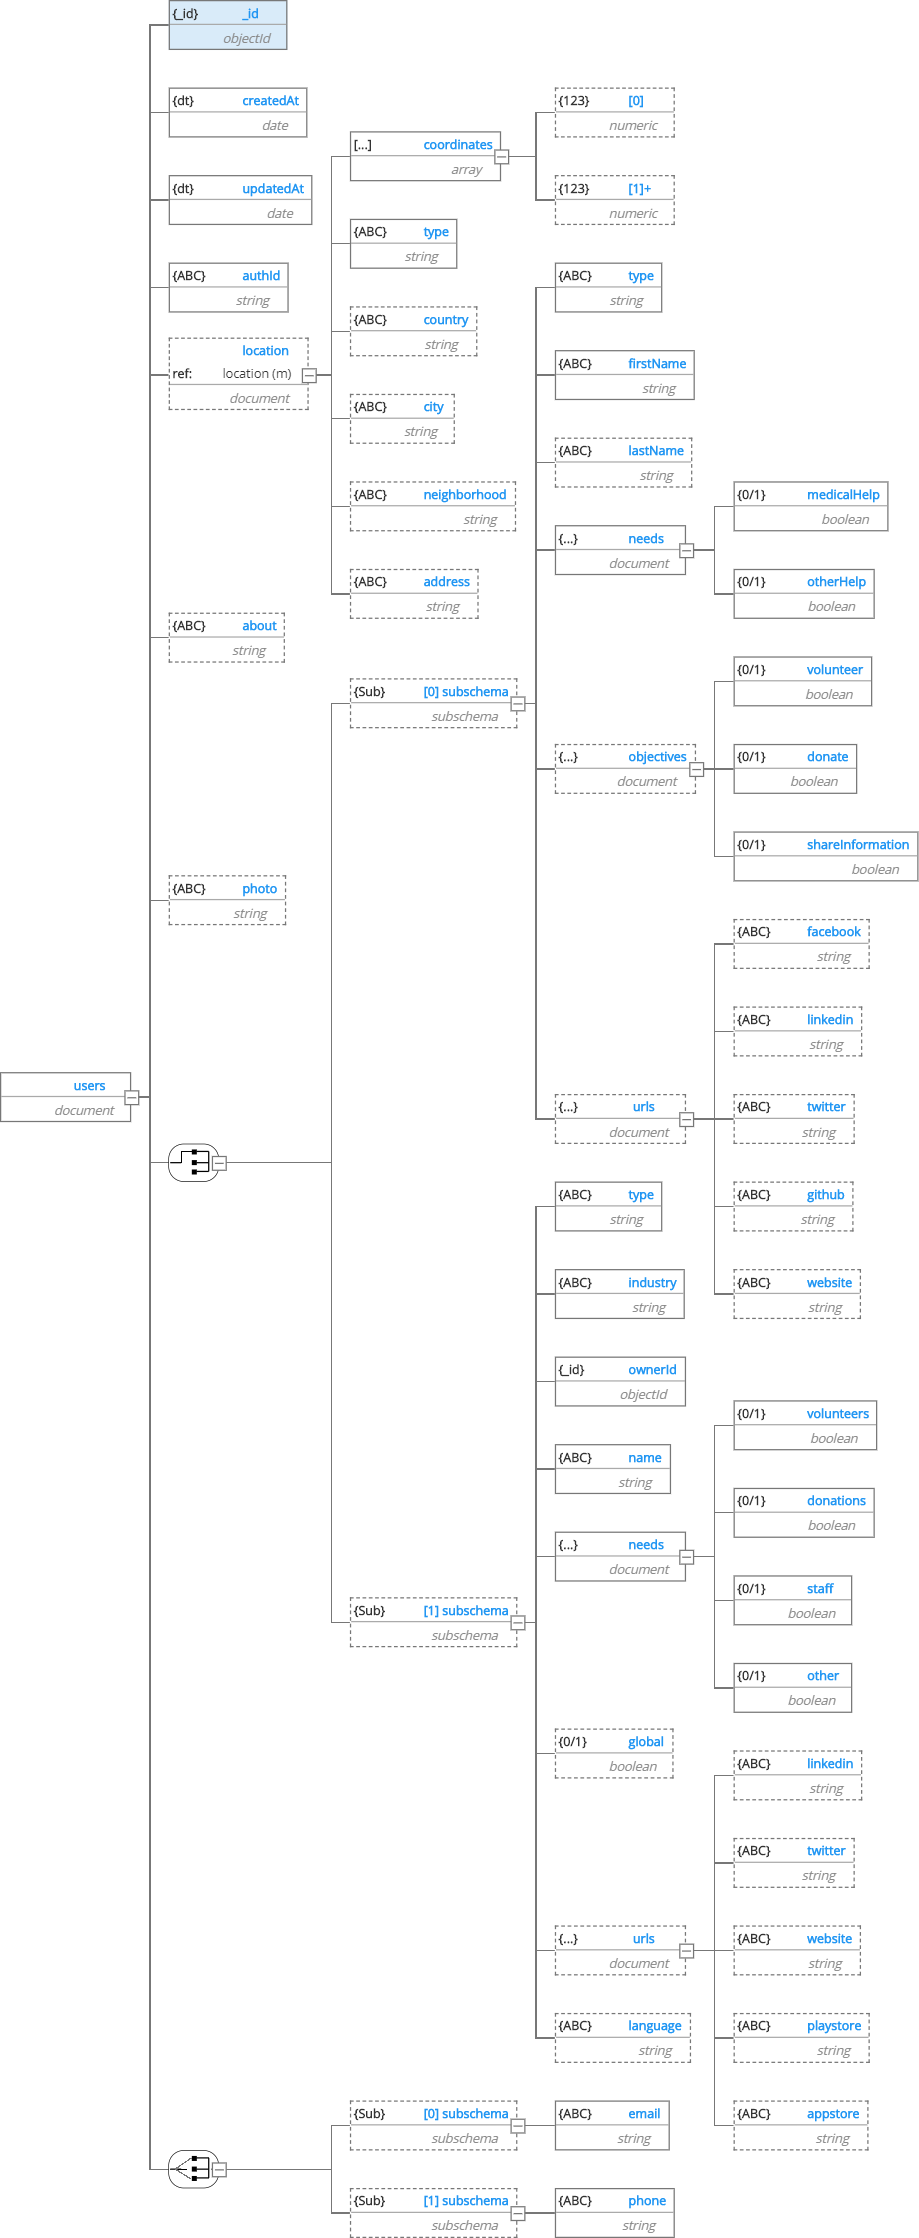 {_id} _id
objectId
{dt} createdAt
date
{123} [0]
numeric
[...] coordinates
array
{dt} updatedAt
date
{123} [1]+
numeric
{ABC} type
string
{ABC} authId
string
{ABC} type
string
{ABC} country
string
location
ref: location (m)
document
{ABC} firstName
string
{ABC} city
string
{ABC} lastName
string
{ABC} neighborhood
string
{0/1} medicalHelp
boolean
{...} needs
document
{ABC} address
string
{0/1} otherHelp
boolean
{ABC} about
string
{0/1} volunteer
boolean
{Sub} [0] subschema
subschema
{...} objectives
document
{0/1} donate
boolean
{0/1} shareInformation
boolean
{ABC} photo
string
{ABC} facebook
string
{ABC} linkedin
string
users
document
{...} urls
document
{ABC} twitter
string
{ABC} type
string
{ABC} github
string
{ABC} industry
string
{ABC} website
string
{_id} ownerId
objectId
{0/1} volunteers
boolean
{ABC} name
string
{0/1} donations
boolean
{...} needs
document
{0/1} staff
boolean
{Sub} [1] subschema
subschema
{0/1} other
boolean
{0/1} global
boolean
{ABC} linkedin
string
{ABC} twitter
string
{...} urls
document
{ABC} website
string
{ABC} language
string
{ABC} playstore
string
{Sub} [0] subschema
subschema
{ABC} email
string
{ABC} appstore
string
{Sub} [1] subschema
subschema
{ABC} phone
string